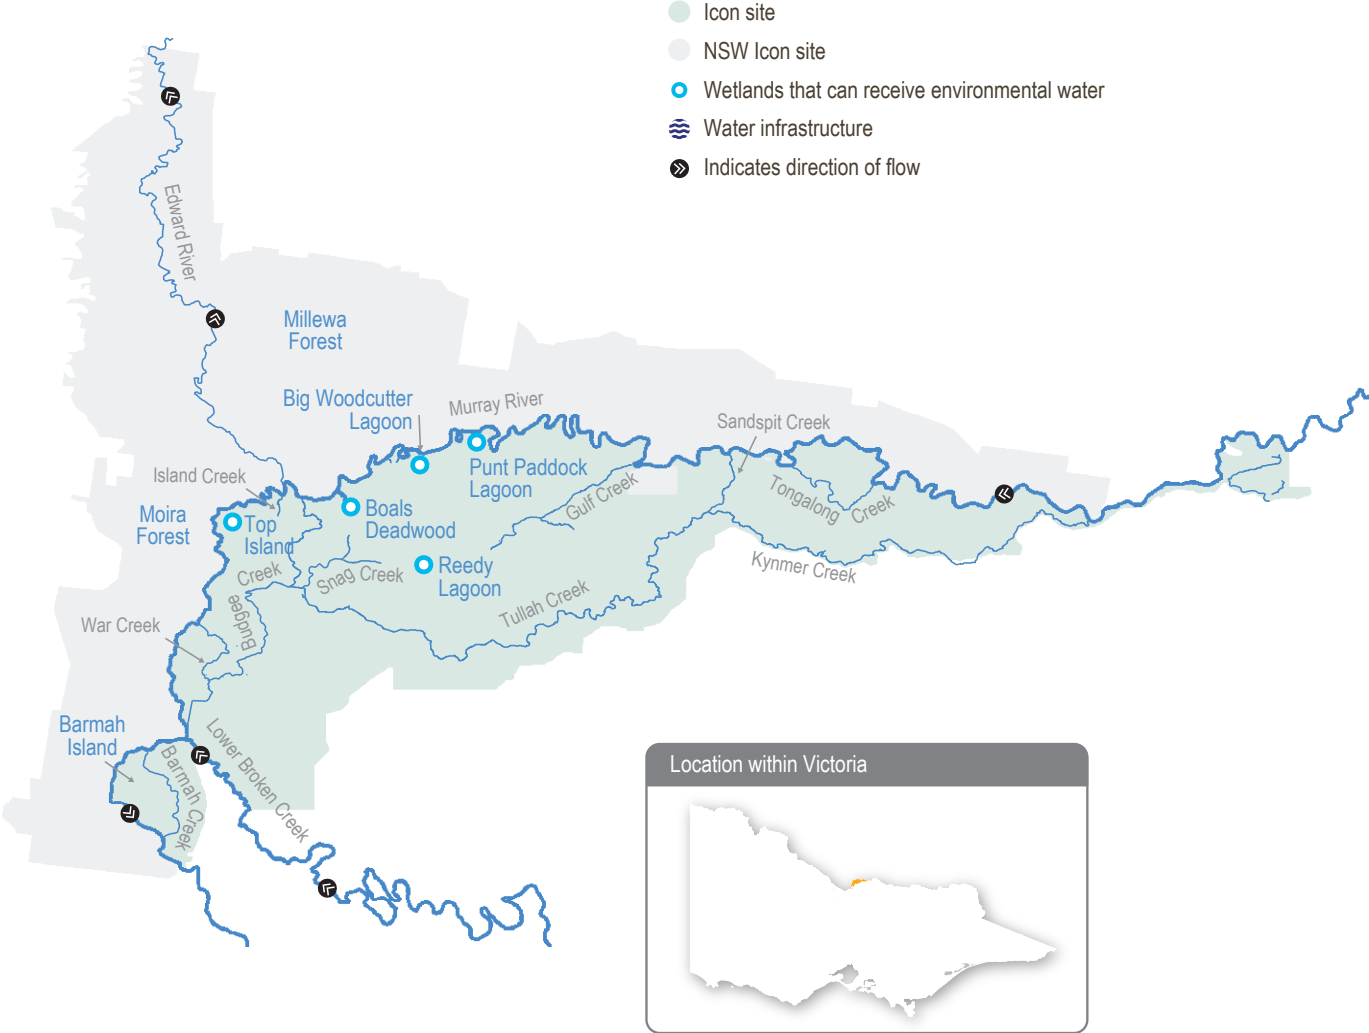 Icon site
NSW Icon site
Wetlands that can receive environmental water
Water infrastructure
Indicates direction of flow
Edward River
Millewa
Forest
Big Woodcutter
Lagoon
Murray River
Sandspit Creek
Island Creek
Punt Paddock
Lagoon
Gulf Creek
Tongalong Creek
Moira
Forest
Top
Island
Boals
Deadwood
Reedy
Lagoon
Kynmer Creek
Snag Creek
Budgee Creek
Tullah Creek
War Creek
Barmah
Island
Barmah Creek
Lower Broken Creek
Location within Victoria